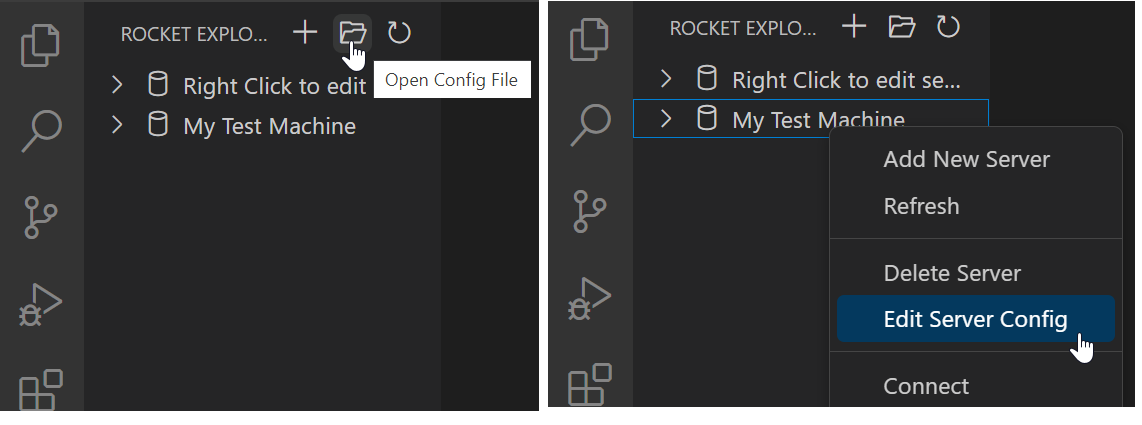 ROCKET EXPLO...
Open Config File
Right Click to edit
My Test Machine
ROCKET EXPLO...
Right Click to edit se...
My Test Machine
Add New Server
Refresh
Delete Server
Edit Server Config
Connect